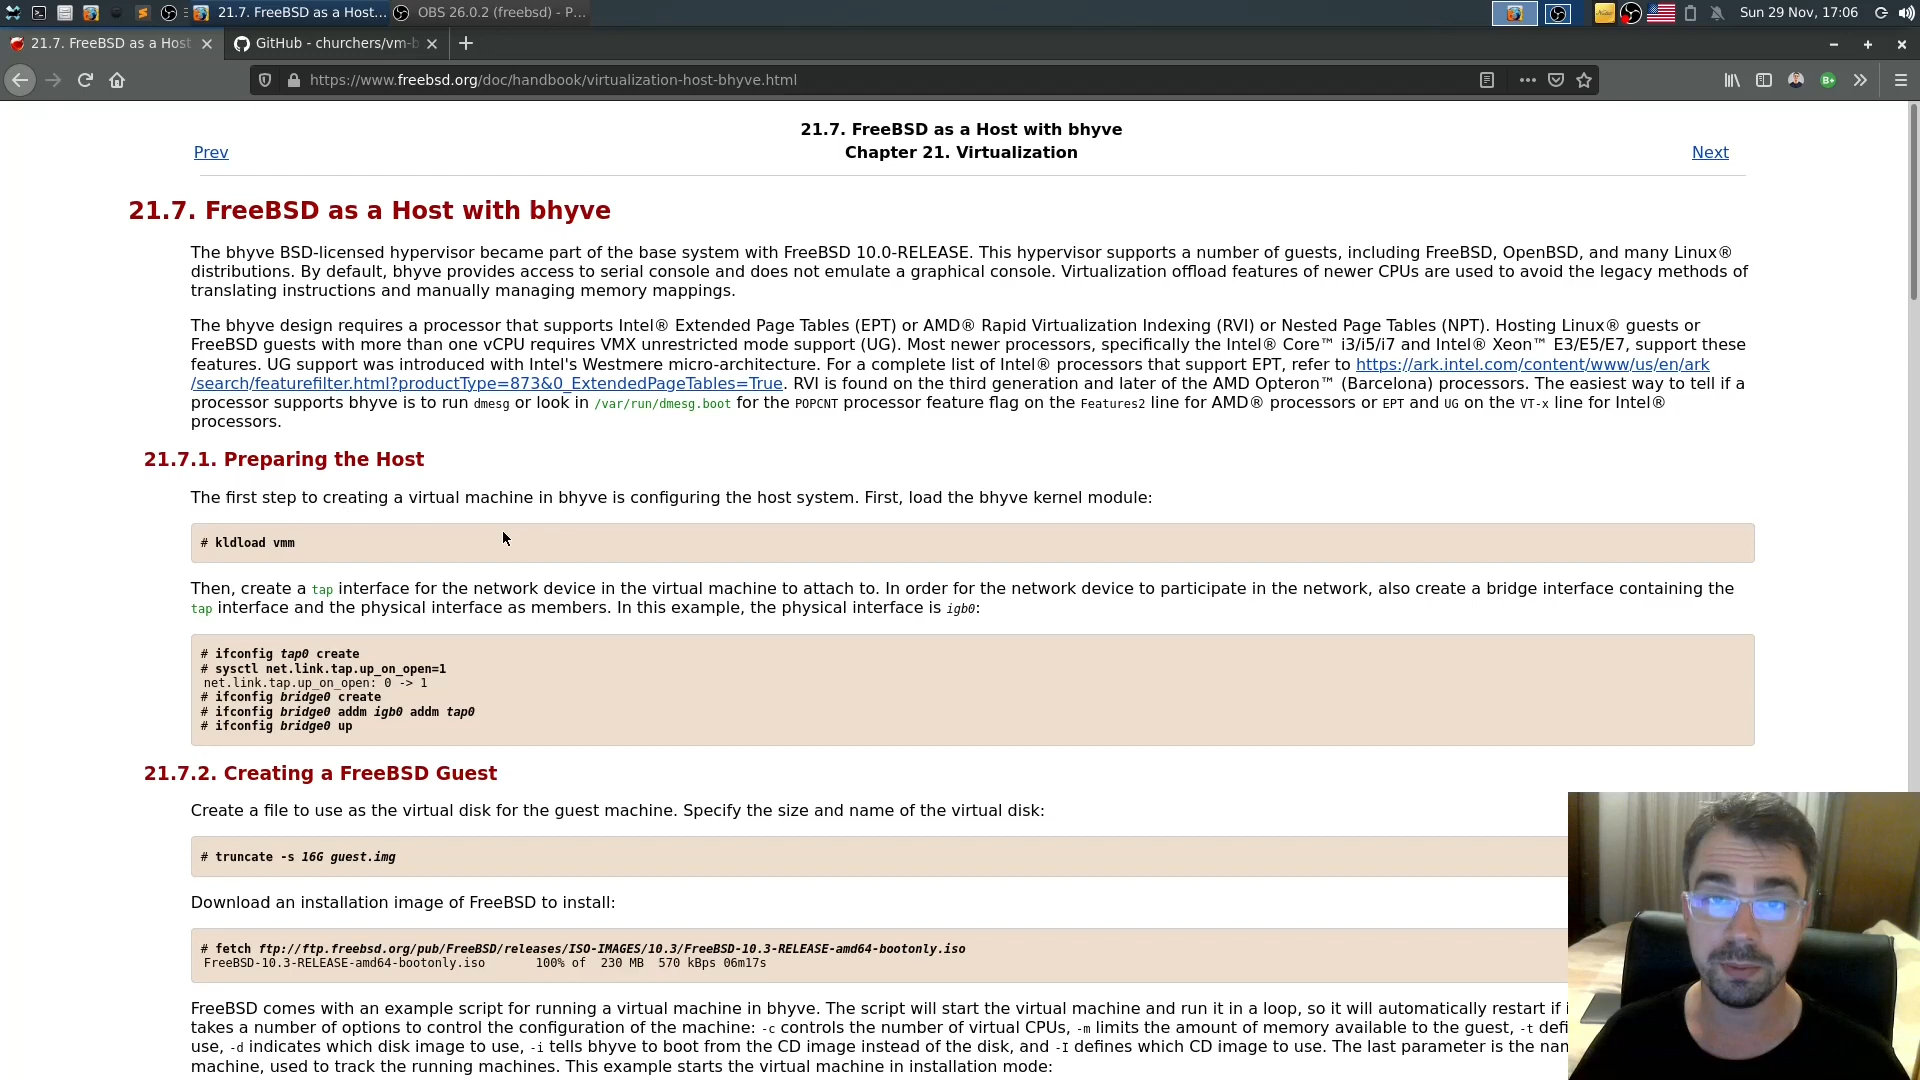 21.7. FreeBSD as a Host...
OBS 26.0.2 (freebsd) - P...
Sun 29 Nov, 17:06
21.7. FreeBSD as a Host
GitHub - churchers/vm-b
https://www.freebsd.org/doc/handbook/virtualization-host-bhyve.html
B+
21.7. FreeBSD as a Host with bhyve
Prev
Chapter 21. Virtualization
Next
21.7. FreeBSD as a Host with bhyve
The bhyve BSD-licensed hypervisor became part of the base system with FreeBSD 10.0-RELEASE. This hypervisor supports a number of guests, including FreeBSD, OpenBSD, and many Linux®
distributions. By default, bhyve provides access to serial console and does not emulate a graphical console. Virtualization offload features of newer CPUs are used to avoid the legacy methods of
translating instructions and manually managing memory mappings.
The bhyve design requires a processor that supports Intel® Extended Page Tables (EPT) or AMD® Rapid Virtualization Indexing (RVI) or Nested Page Tables (NPT). Hosting Linux® guests or
FreeBSD guests with more than one vCPU requires VMX unrestricted mode support (UG). Most newer processors, specifically the Intel® Core™ i3/i5/i7 and Intel® Xeon™ E3/E5/E7, support these
features. UG support was introduced with Intel's Westmere micro-architecture. For a complete list of Intel® processors that support EPT, refer to https://ark.intel.com/content/www/us/en/ark
/search/featurefilter.html?productType=873&0_ExtendedPageTables=True. RVI is found on the third generation and later of the AMD Opteron™ (Barcelona) processors. The easiest way to tell if a
processor supports bhyve is to run dmesg or look in /var/run/dmesg.boot for the POPCNT processor feature flag on the Features2 line for AMD® processors or EPT and UG on the VT-x line for Intel®
processors.
21.7.1. Preparing the Host
The first step to creating a virtual machine in bhyve is configuring the host system. First, load the bhyve kernel module:
# kldload vmm
Then, create a tap interface for the network device in the virtual machine to attach to. In order for the network device to participate in the network, also create a bridge interface containing the
tap interface and the physical interface as members. In this example, the physical interface is igb0:
# ifconfig tap0 create
# sysctl net.link.tap.up_on_open=1
net.link.tap.up_on_open: 0 -> 1
# ifconfig bridge0 create
# ifconfig bridge0 addm igb0 addm tap0
# ifconfig bridge0 up
21.7.2. Creating a FreeBSD Guest
Create a file to use as the virtual disk for the guest machine. Specify the size and name of the virtual disk:
# truncate -s 16G guest.img
Download an installation image of FreeBSD to install:
# fetch ftp://ftp.freebsd.org/pub/FreeBSD/releases/ISO-IMAGES/10.3/FreeBSD-10.3-RELEASE-amd64-bootonly.iso
FreeBSD-10.3-RELEASE-amd64-bootonly.iso 100% of 230 MB 570 kBps 06m17s
FreeBSD comes with an example script for running a virtual machine in bhyve. The script will start the virtual machine and run it in a loop, so it will automatically restart if i
takes a number of options to control the configuration of the machine: -c controls the number of virtual CPUs, -m limits the amount of memory available to the guest, -t defi
use, -d indicates which disk image to use, -i tells bhyve to boot from the CD image instead of the disk, and -I defines which CD image to use. The last parameter is the nam
machine, used to track the running machines. This example starts the virtual machine in installation mode: